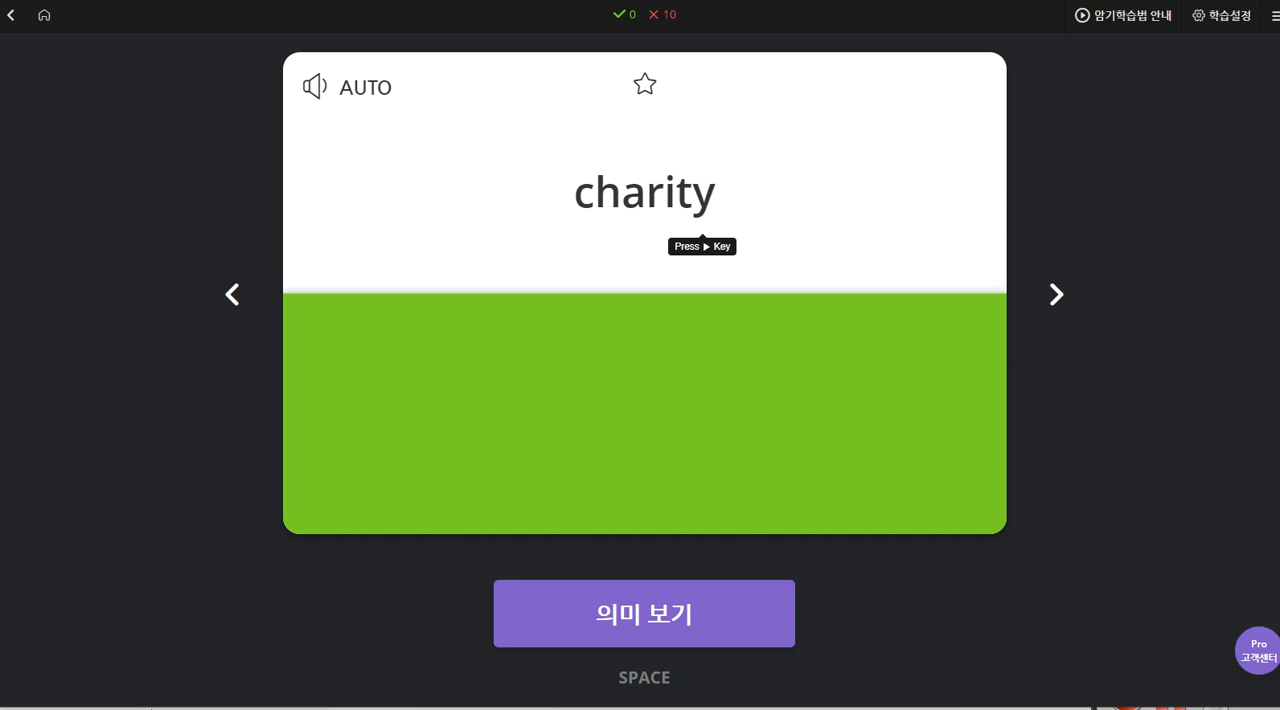 0 10 암기학습법 안내 학습설정
AUTO
charity
Press ▶ Key
의미 보기
SPACE
Pro
고객센터